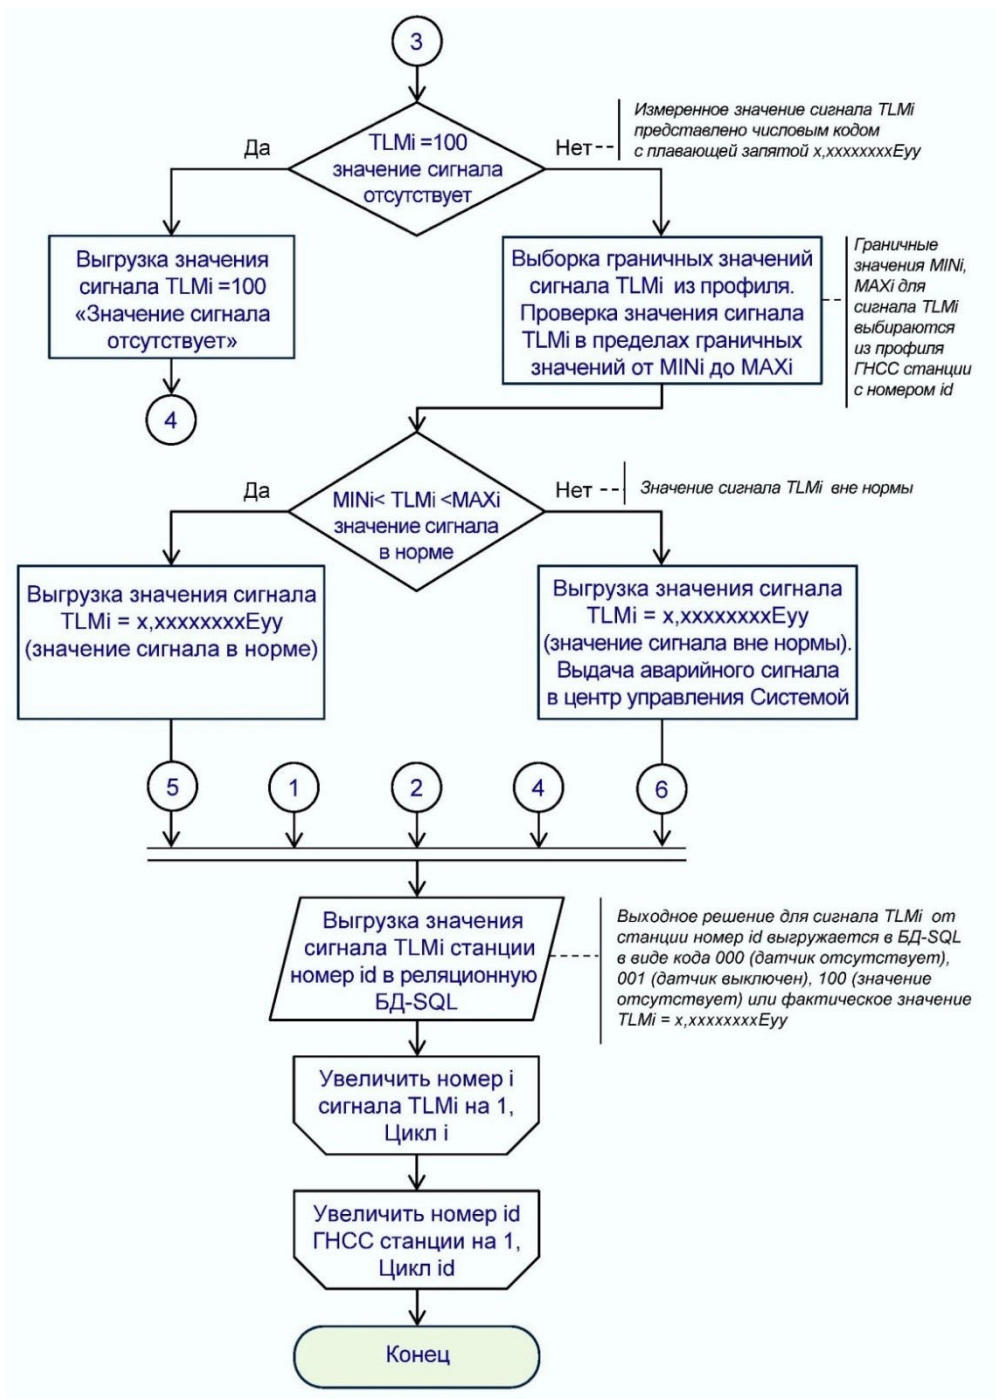 3
TLMi =100
значение сигнала
отсутствует
Да
Нет
Измеренное значение сигнала TLMi
представлено числовым кодом
с плавающей запятой x,xxxxxxxxEyy
Выгрузка значения
сигнала TLMi =100
«Значение сигнала
отсутствует»
4
Выборка граничных значений
сигнала TLMi из профиля.
Проверка значения сигнала
TLMi в пределах граничных
значений от MINi до MAXi
Граничные
значения MINi,
MAXi для
сигнала TLMi
выбираются
из профиля
ГНСС станции
с номером id
MINi< TLMi <MAXi
значение сигнала
в норме
Да
Нет
Значение сигнала TLMi вне нормы
Выгрузка значения сигнала
TLMi = x,xxxxxxxxEyy
(значение сигнала в норме)
Выгрузка значения сигнала
TLMi = x,xxxxxxxxEyy
(значение сигнала вне нормы).
Выдача аварийного сигнала
в центр управления Системой
5
1
2
4
6
Выгрузка значения
сигнала TLMi станции
номер id в реляционную
БД-SQL
Выходное решение для сигнала TLMi от
станции номер id выгружается в БД-SQL
в виде кода 000 (датчик отсутствует),
001 (датчик выключен), 100 (значение
отсутствует) или фактическое значение
TLMi = x,xxxxxxxxEyy
Увеличить номер i
сигнала TLMi на 1,
Цикл i
Увеличить номер id
ГНСС станции на 1,
Цикл id
Конец